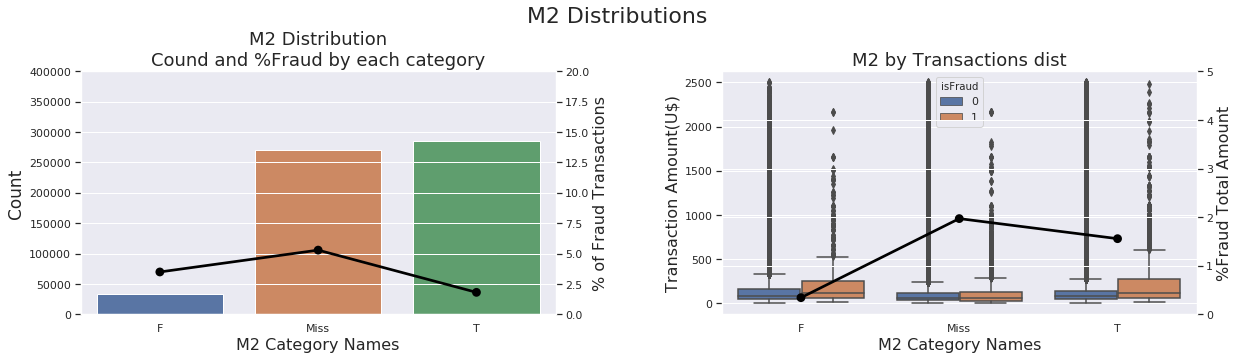 M2 Distributions
M2 Distribution
Cound and %Fraud by each category
400000
350000
300000
250000
200000
150000
100000
50000
0
Count
20.0
17.5
15.0
12.5
10.0
7.5
5.0
2.5
0.0
% of Fraud Transactions
F Miss T
M2 Category Names
M2 by Transactions dist
2500
2000
1500
1000
500
0
Transaction Amount(U$)
isFraud
0
1
5
4
3
2
1
0
%Fraud Total Amount
F Miss T
M2 Category Names